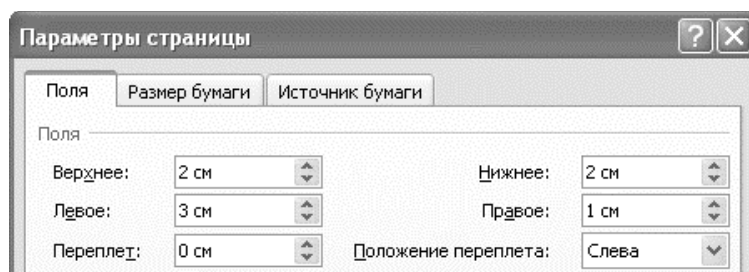 Параметры страницы
Поля Размер бумаги Источник бумаги
Поля
Верхнее: 2 см Нижнее: 2 см
Левое: 3 см Правое: 1 см
Переплет: 0 см Положение переплета: Слева